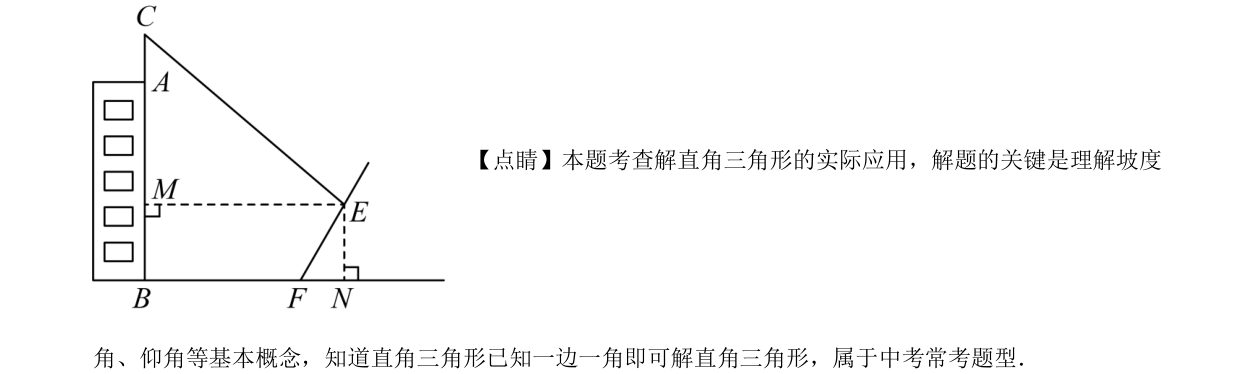 C
A
M
E
B F N
【点睛】本题考查解直角三角形的实际应用，解题的关键是理解坡度
角、仰角等基本概念，知道直角三角形已知一边一角即可解直角三角形，属于中考常考题型．